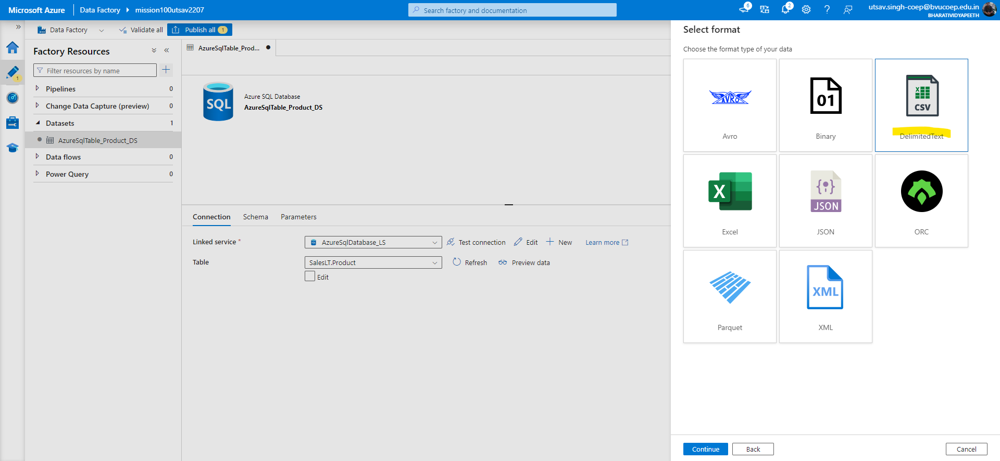 Microsoft Azure
Data Factory
mission100utsav2207
Search factory and documentation
6
2
utsav.singh-coep@bvucoep.edu.in
BHARATIVIDYAPEETH
Data Factory
Validate all
Publish all
1
Factory Resources
Filter resources by name
1
Pipelines
0
Change Data Capture (preview)
0
Datasets
1
AzureSqlTable_Product_DS
Data flows
0
Power Query
0
AzureSqlTable_Prod...
SQL
Azure SQL Database
AzureSqlTable_Product_DS
Connection
Schema
Parameters
Linked service *
AzureSqlDatabase_LS
Test connection
Edit
New
Learn more
Table
SalesLT.Product
Refresh
Preview data
Edit
Select format
Choose the format type of your data
AVRO
Avro
01
Binary
X
CSV
DelimitedText
X
Excel
JSON
JSON
ORC
Parquet
XML
XML
Continue
Back
Cancel